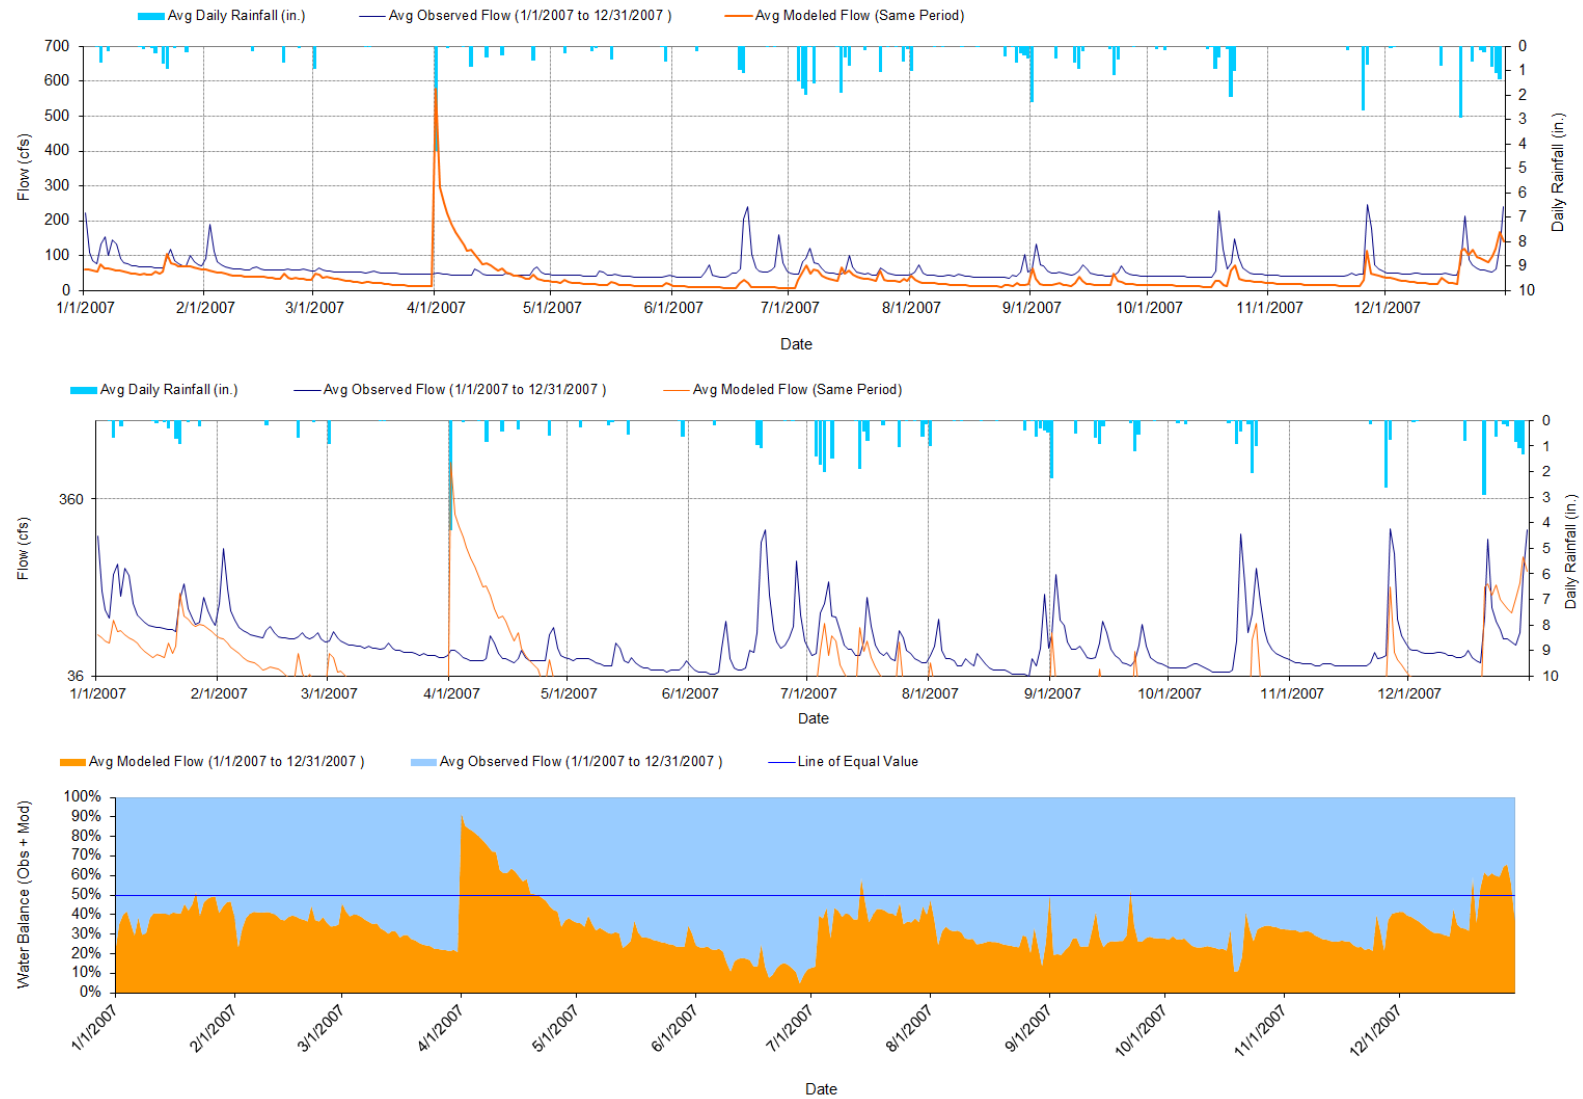 Avg Daily Rainfall (in.) Avg Observed Flow (1/1/2007 to 12/31/2007 ) Avg Modeled Flow (Same Period)
700 0
600 1
2
500 3
400 4
5
300 6
200 7
8
100 9
0 10
Flow (cfs)
Daily Rainfall (in.)
1/1/2007 2/1/2007 3/1/2007 4/1/2007 5/1/2007 6/1/2007 7/1/2007 8/1/2007 9/1/2007 10/1/2007 11/1/2007 12/1/2007
Date
Avg Daily Rainfall (in.) Avg Observed Flow (1/1/2007 to 12/31/2007 ) Avg Modeled Flow (Same Period)
0
1
2
360 3
4
5
6
7
8
9
36 10
Flow (cfs)
Daily Rainfall (in.)
1/1/2007 2/1/2007 3/1/2007 4/1/2007 5/1/2007 6/1/2007 7/1/2007 8/1/2007 9/1/2007 10/1/2007 11/1/2007 12/1/2007
Date
Avg Modeled Flow (1/1/2007 to 12/31/2007 ) Avg Observed Flow (1/1/2007 to 12/31/2007 ) Line of Equal Value
100%
90%
80%
70%
60%
50%
40%
30%
20%
10%
0%
Water Balance (Obs + Mod)
1/1/2007 2/1/2007 3/1/2007 4/1/2007 5/1/2007 6/1/2007 7/1/2007 8/1/2007 9/1/2007 10/1/2007 11/1/2007 12/1/2007
Date